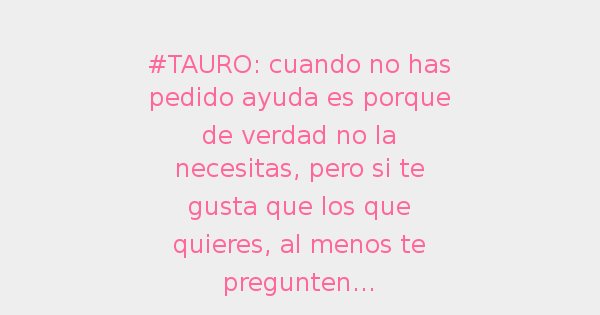 #TAURO: cuando no has
pedido ayuda es porque
de verdad no la
necesitas, pero si te
gusta que los que
quieres, al menos te
pregunten...